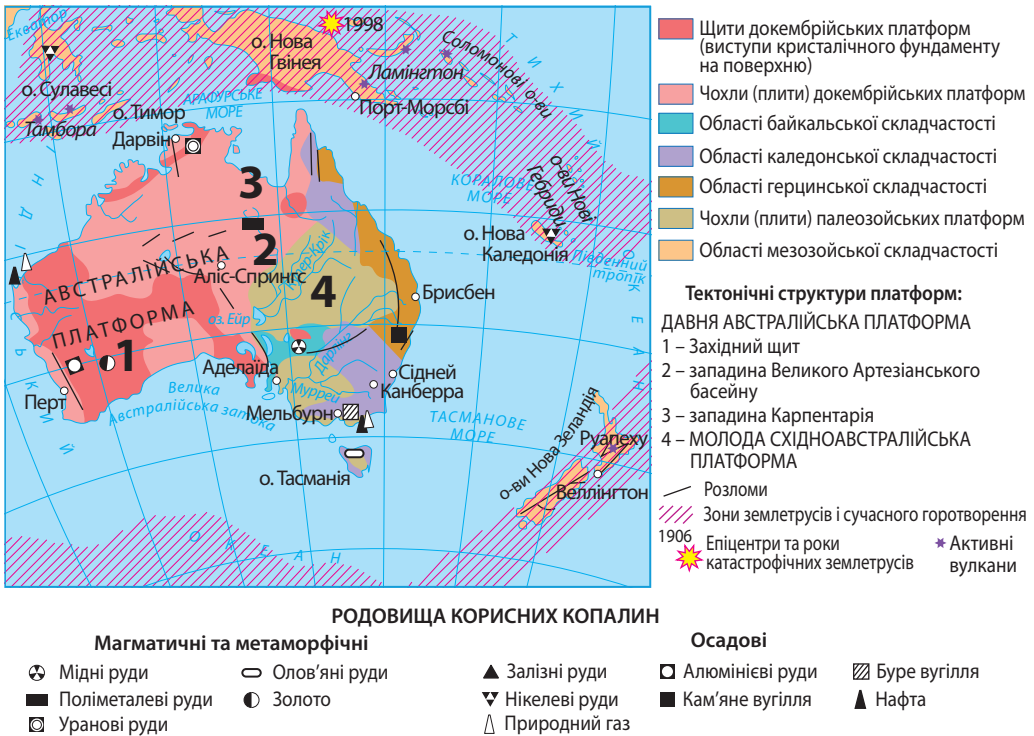 Екватор
1998
о. Нова
Гвінея
Соломонові о-ви
Т И Х И Й
Ламінгтон
о. Сулавесі
Порт-Морсбі
АРАФУРСЬКЕ
МОРЕ
Тамбора
о. Тимор
Дарвін
3
о-ви Нові
Гебриди
КОРАЛОВЕ
МОРЕ
2
о. Нова
Каледонія
Південний
тропік
АВСТРАЛІЙСЬКА
Аліс-Спрингс
Купер-Крік
4
Брисбен
ПЛАТФОРМА
оз. Ейр
О К Е А Н
І Н Д І Й С Ь К И Й
1
Дарлінг
Аделаїда
Сідней
Канберра
Перт
Велика
Австралійська затока
Муррей
Мельбурн
ТАСМАНОВЕ
МОРЕ
о-ви Нова Зеландія
Руапеху
о. Тасманія
Веллінгтон
О К Е А Н
Щити докембрійських платформ
(виступи кристалічного фундаменту
на поверхню)
Чохли (плити) докембрійських платформ
Області байкальської складчастості
Області каледонської складчастості
Області герцинської складчастості
Чохли (плити) палеозойських платформ
Області мезозойської складчастості
Тектонічні структури платформ:
ДАВНЯ АВСТРАЛІЙСЬКА ПЛАТФОРМА
1 – Західний щит
2 – западина Великого Артезіанського
басейну
3 – западина Карпентарія
4 – МОЛОДА СХІДНОАВСТРАЛІЙСЬКА
ПЛАТФОРМА
Розломи
Зони землетрусів і сучасного горотворення
1906
Епіцентри та роки
катастрофічних землетрусів
Активні
вулкани
РОДОВИЩА КОРИСНИХ КОПАЛИН
Магматичні та метаморфічні
Мідні руди
Олов’яні руди
Поліметалеві руди
Золото
Уранові руди
Осадові
Залізні руди
Алюмінієві руди
Буре вугілля
Нікелеві руди
Кам’яне вугілля
Нафта
Природний газ